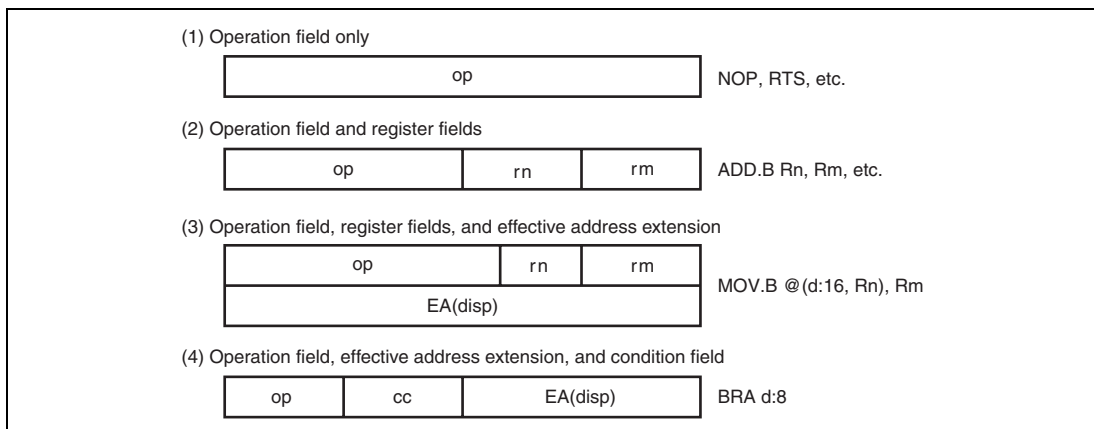 (1) Operation field only
op
NOP, RTS, etc.
(2) Operation field and register fields
op rn rm
ADD.B Rn, Rm, etc.
(3) Operation field, register fields, and effective address extension
op rn rm
EA(disp)
MOV.B @(d:16, Rn), Rm
(4) Operation field, effective address extension, and condition field
op cc EA(disp)
BRA d:8